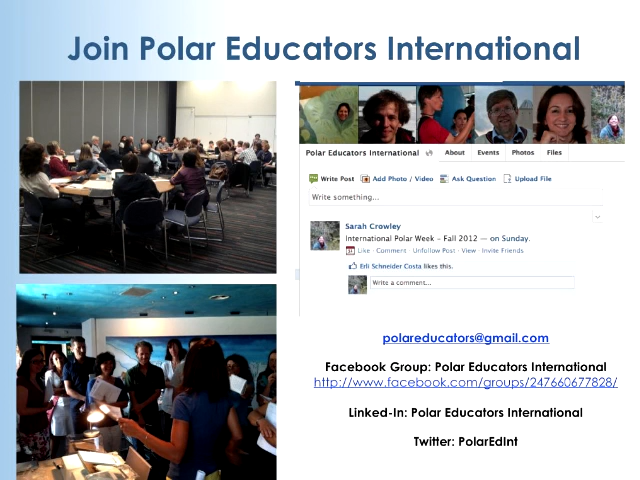 Join Polar Educators International
Polar Educators International
About
Events
Photos
Files
Write Post
Add Photo / Video
Ask Question
Upload File
Write something...
Sarah Crowley
International Polar Week – Fall 2012 — on Sunday.
31 Like · Comment · Unfollow Post · View · Invite Friends
Erli Schneider Costa likes this.
Write a comment...
polareducators@gmail.com
Facebook Group: Polar Educators International
http://www.facebook.com/groups/247660677828/
Linked-In: Polar Educators International
Twitter: PolarEdInt